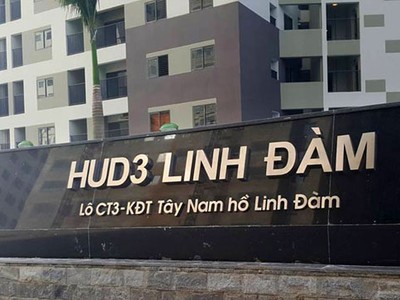 HUD3 LINH ĐÀM
Lô CT3-KĐT Tây Nam hồ Linh Đàm